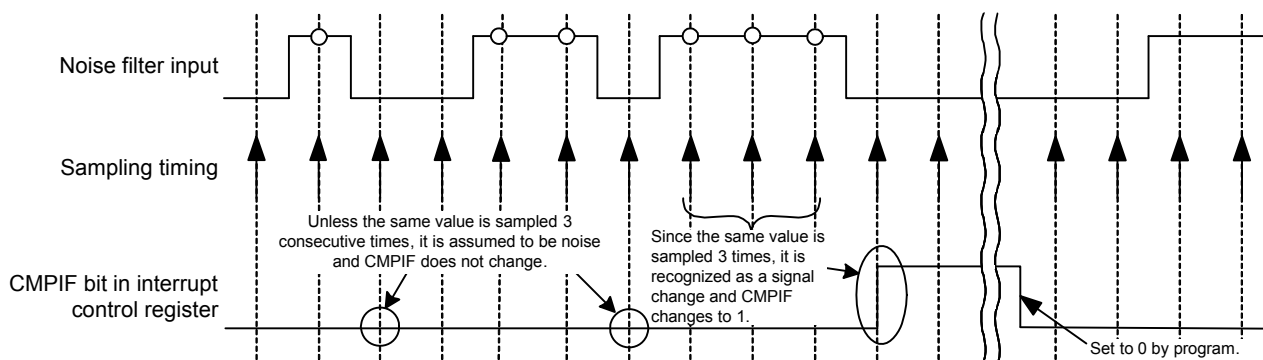 Noise filter input
Sampling timing
Unless the same value is sampled 3
consecutive times, it is assumed to be noise
and CMPIF does not change.
Since the same value is
sampled 3 times, it is
recognized as a signal
change and CMPIF
changes to 1.
CMPIF bit in interrupt
control register
Set to 0 by program.